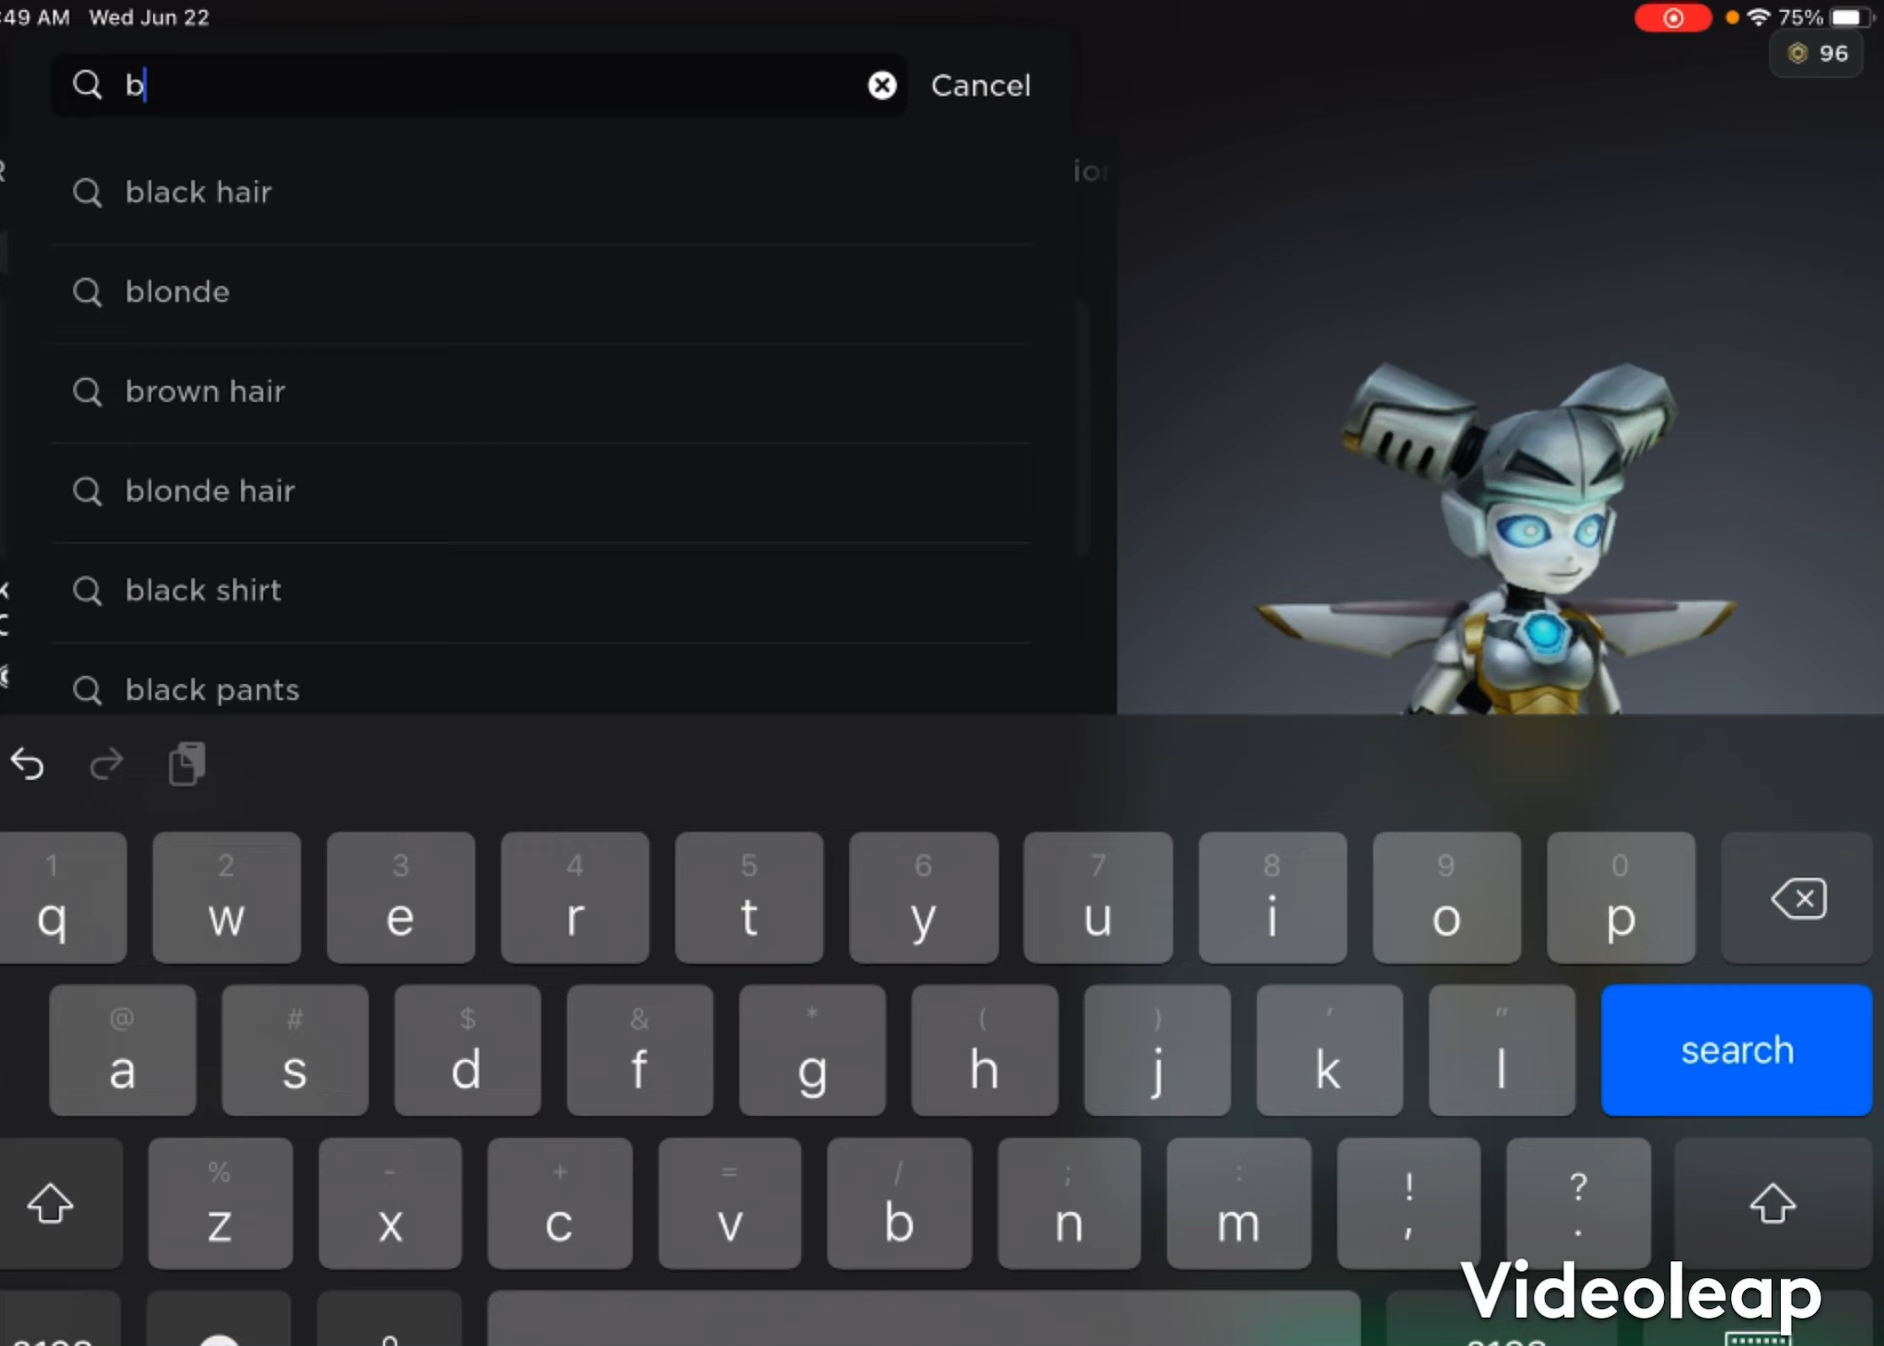 :49 AM Wed Jun 22
75%
96
b
Cancel
black hair
blonde
brown hair
blonde hair
black shirt
black pants
1 2 3 4 5 6 7 8 9 0
q w e r t y u i o p
@ # $ & * ( ) ' "
a s d f g h j k l search
% - + = / ; : ! ?
z x c v b n m , .
Videoleap